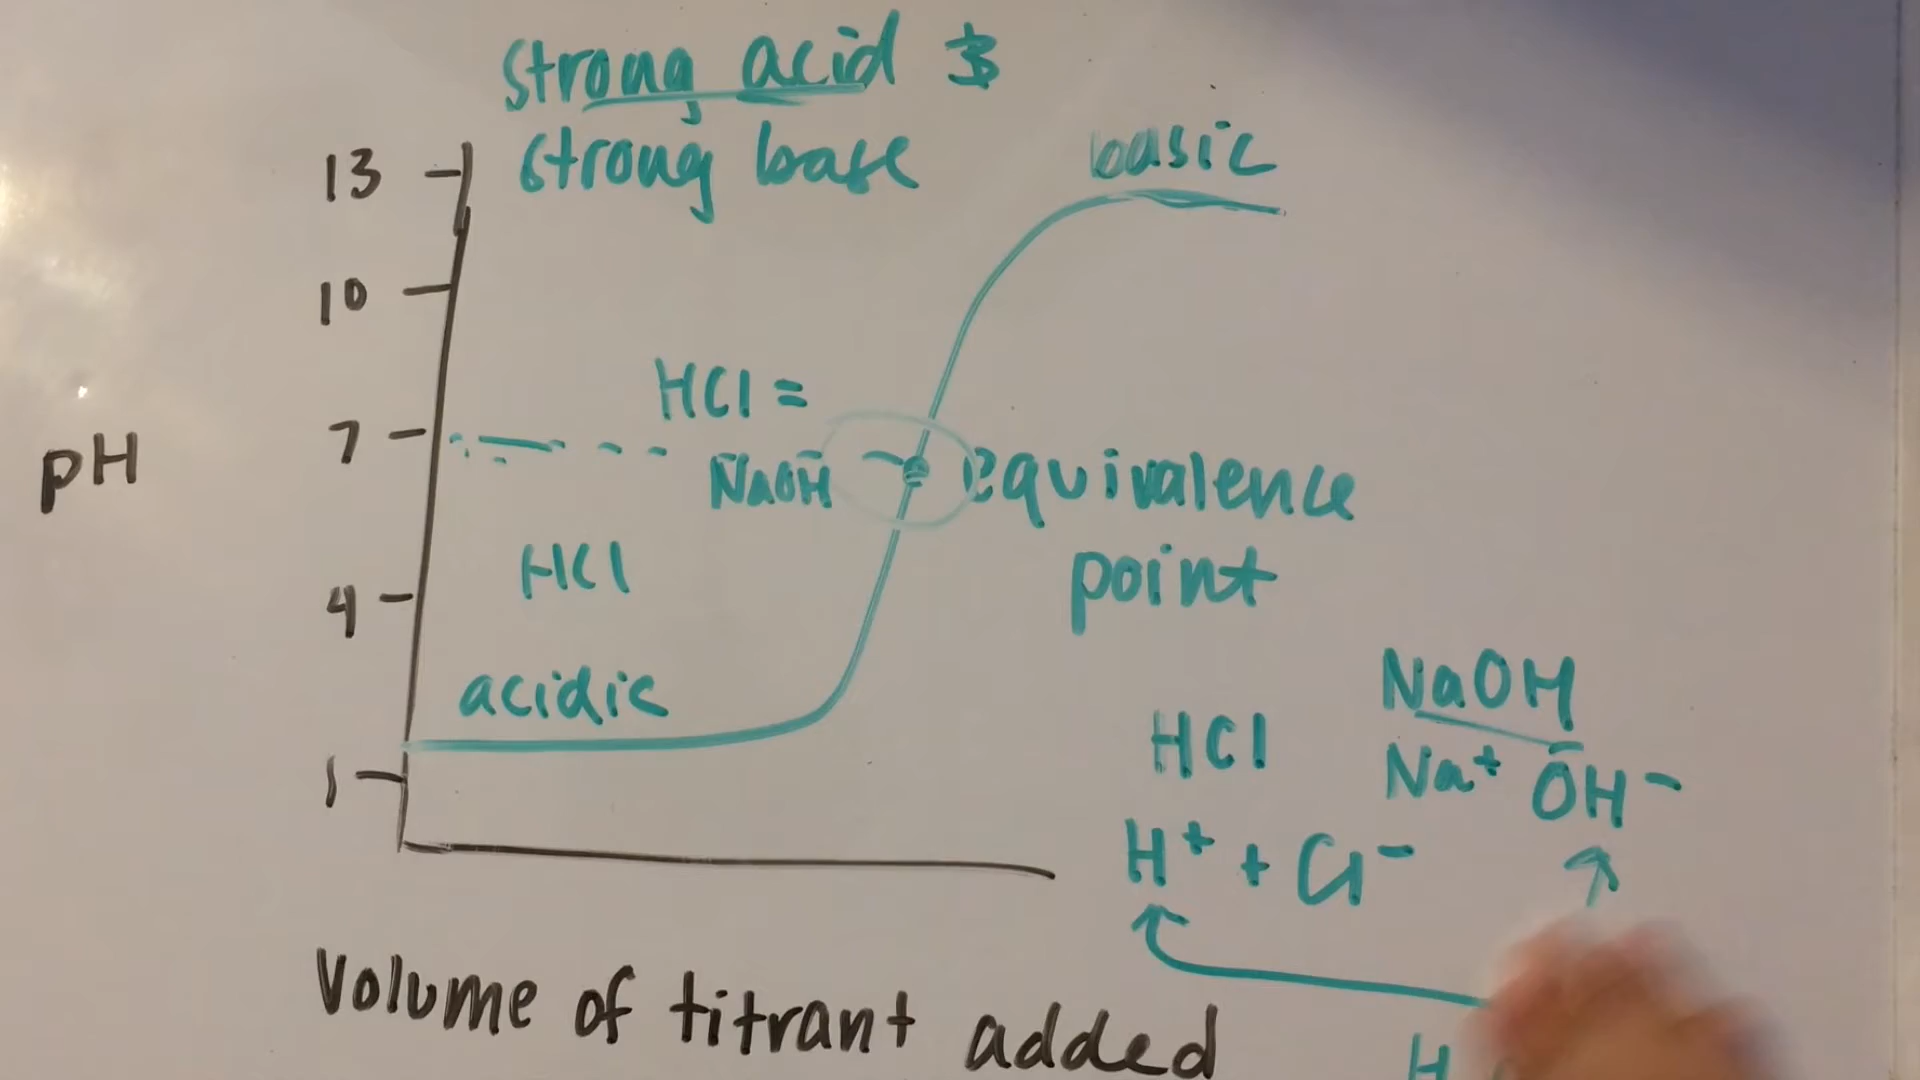 strong acid &
strong base
basic
13
10
7
4
1
pH
HCl =
NaOH
equivalence
point
HCl
acidic
NaOH
HCl
Na+ OH-
H+ + Cl-
H
Volume of titrant added